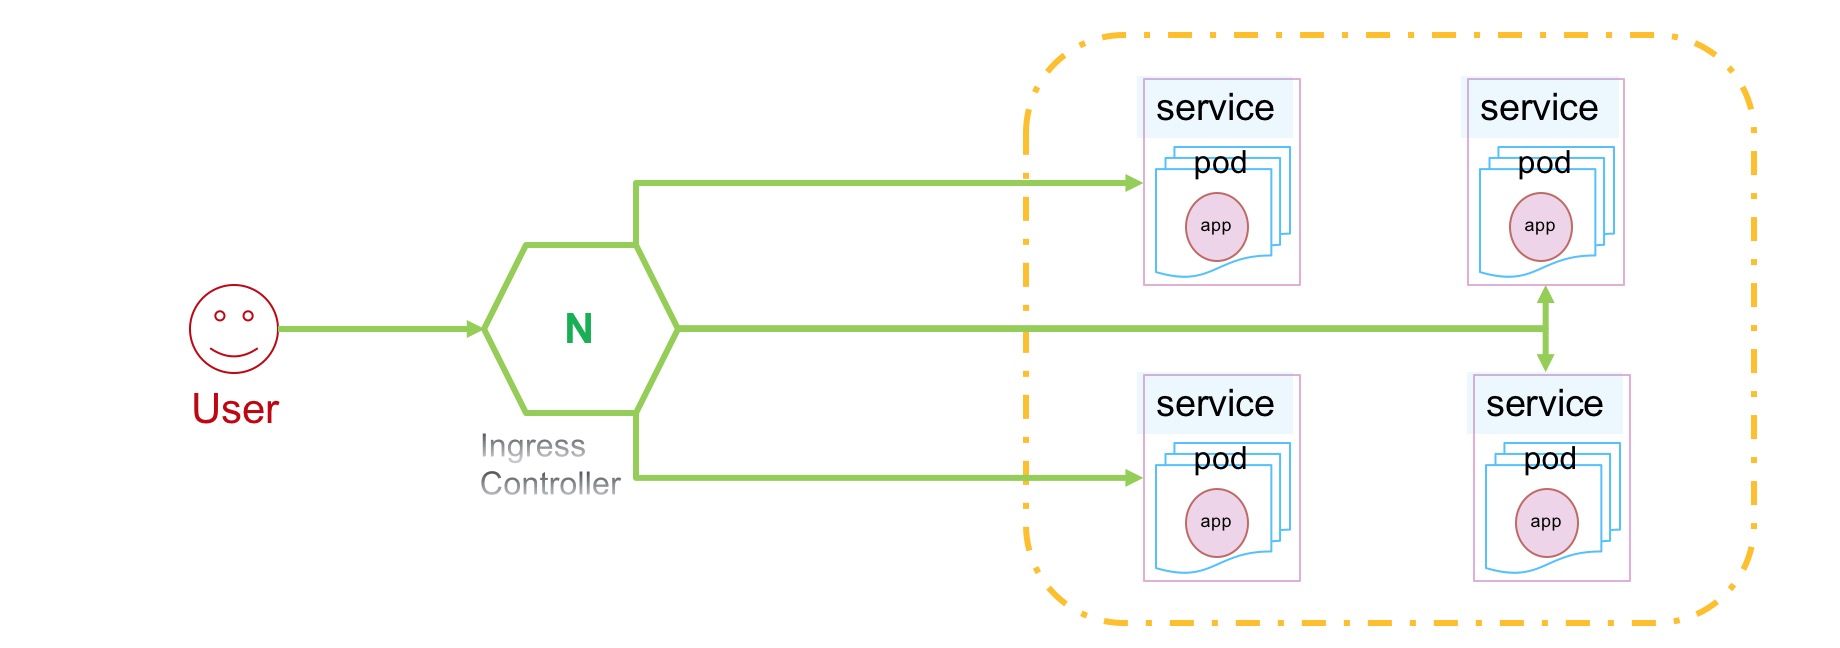 service
pod
app
service
pod
app
N
User
Ingress
Controller
service
pod
app
service
pod
app